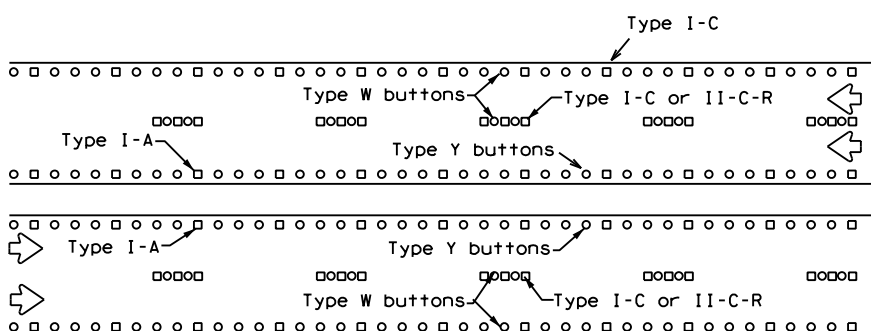 Type I-C
Type W buttons
Type I-C or II-C-R
Type I-A
Type Y buttons
Type I-A
Type Y buttons
Type W buttons
Type I-C or II-C-R